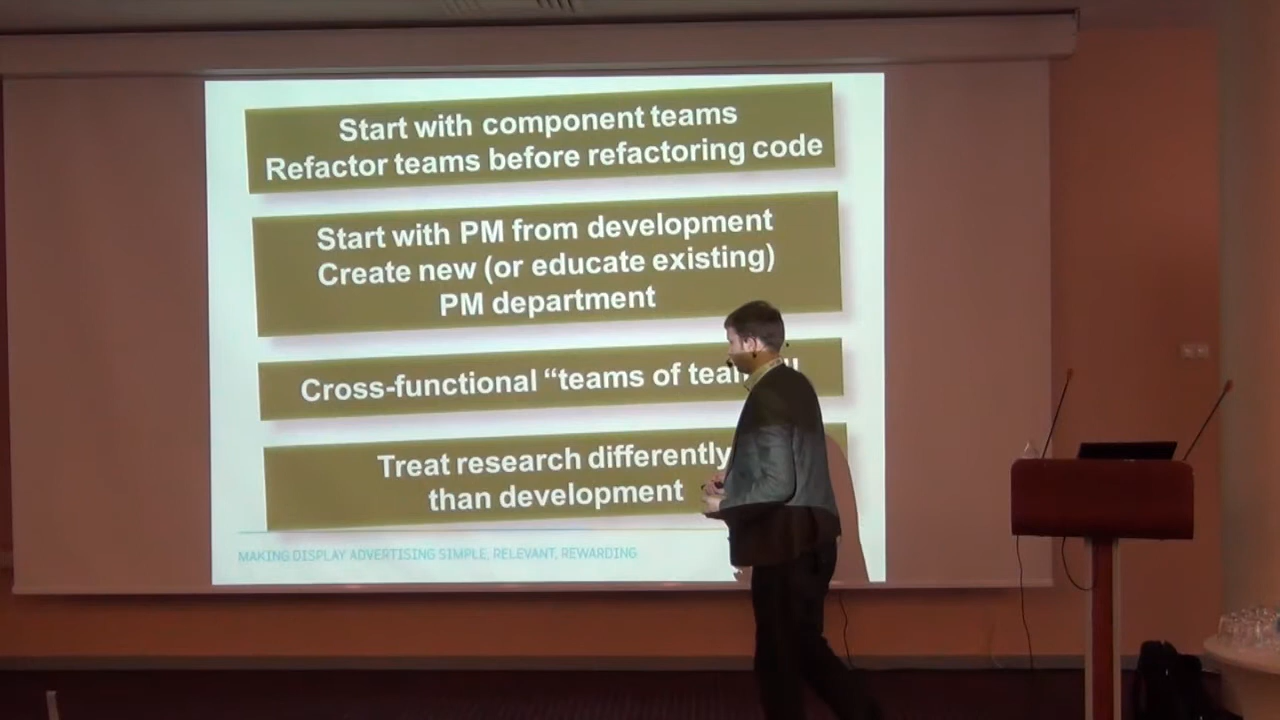 Start with component teams
Refactor teams before refactoring code
Start with PM from development
Create new (or educate existing)
PM department
Cross-functional “teams of
Treat research differently
than development
MAKING DISPLAY ADVERTISING SIMPLE, RELEVANT, REWARDING